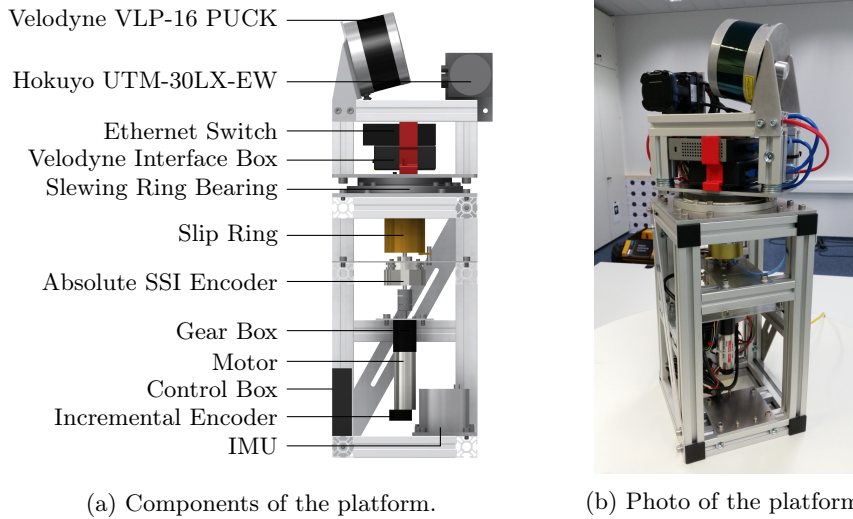 Velodyne VLP-16 PUCK
Hokuyo UTM-30LX-EW
Ethernet Switch
Velodyne Interface Box
Slewing Ring Bearing
Slip Ring
Absolute SSI Encoder
Gear Box
Motor
Control Box
Incremental Encoder
IMU
(a) Components of the platform.
(b) Photo of the platform